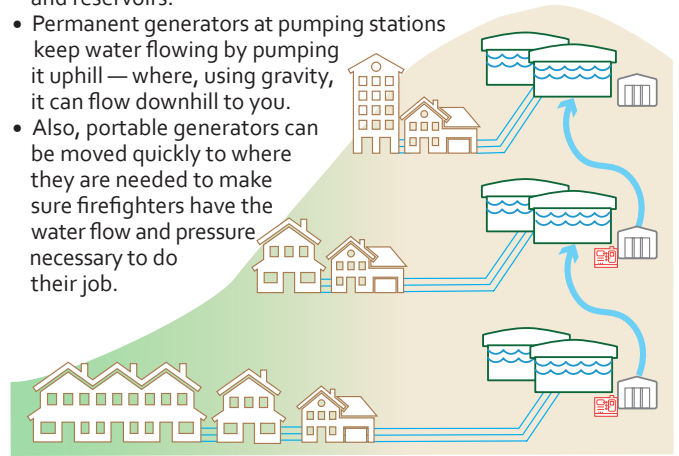 and reservoirs.
• Permanent generators at pumping stations
keep water flowing by pumping
it uphill — where, using gravity,
it can flow downhill to you.
• Also, portable generators can
be moved quickly to where
they are needed to make
sure firefighters have the
water flow and pressure
necessary to do
their job.